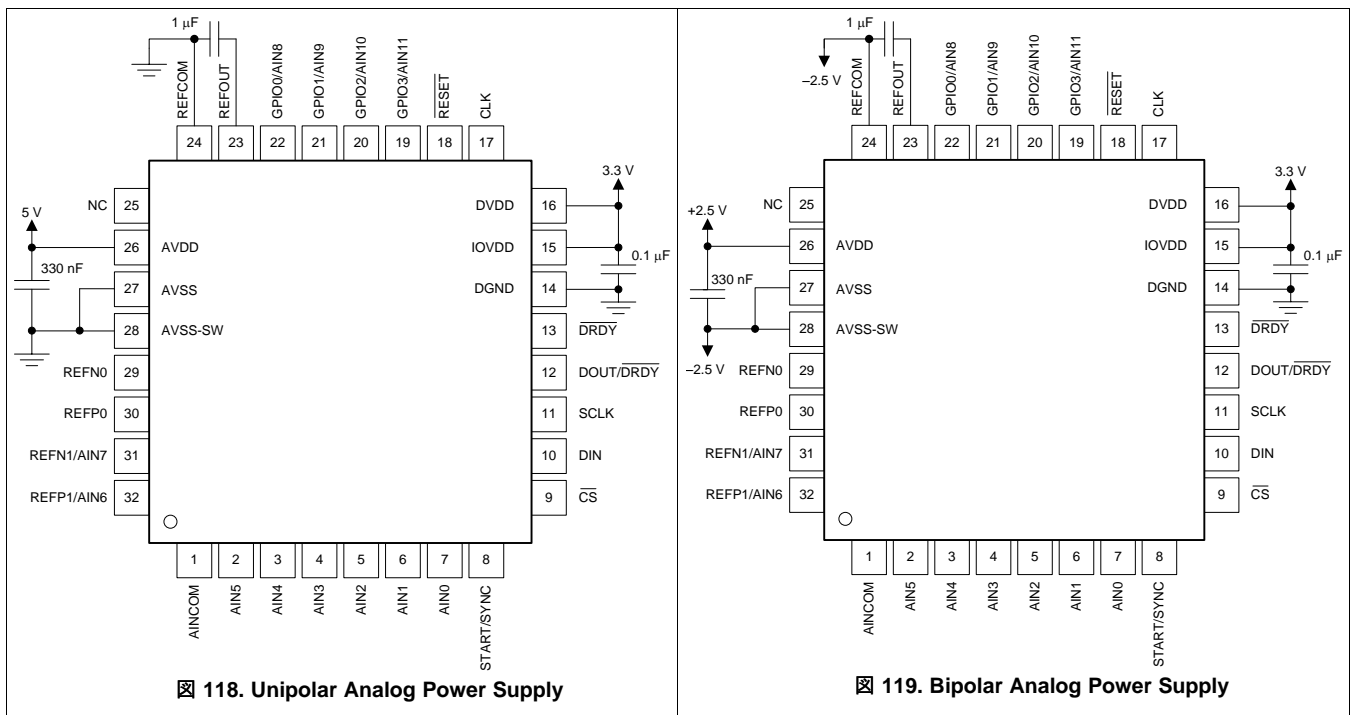 1 μF
REFCOM
REFOUT
GPIO0/AIN8
GPIO1/AIN9
GPIO2/AIN10
GPIO3/AIN11
RESET
CLK
24 23 22 21 20 19 18 17
NC 25
5 V
26 AVDD
330 nF
27 AVSS
28 AVSS-SW
REFN0 29
REFP0 30
REFN1/AIN7 31
REFP1/AIN6 32
3.3 V
DVDD 16
IOVDD 15
0.1 μF
DGND 14
13 DRDY
12 DOUT/DRDY
11 SCLK
10 DIN
9 CS
1 2 3 4 5 6 7 8
AINCOM
AIN5
AIN4
AIN3
AIN2
AIN1
AIN0
START/SYNC
図 118. Unipolar Analog Power Supply
1 μF
–2.5 V
REFCOM
REFOUT
GPIO0/AIN8
GPIO1/AIN9
GPIO2/AIN10
GPIO3/AIN11
RESET
CLK
24 23 22 21 20 19 18 17
NC 25
+2.5 V
26 AVDD
330 nF
27 AVSS
28 AVSS-SW
–2.5 V
REFN0 29
REFP0 30
REFN1/AIN7 31
REFP1/AIN6 32
3.3 V
DVDD 16
IOVDD 15
0.1 μF
DGND 14
13 DRDY
12 DOUT/DRDY
11 SCLK
10 DIN
9 CS
1 2 3 4 5 6 7 8
AINCOM
AIN5
AIN4
AIN3
AIN2
AIN1
AIN0
START/SYNC
図 119. Bipolar Analog Power Supply